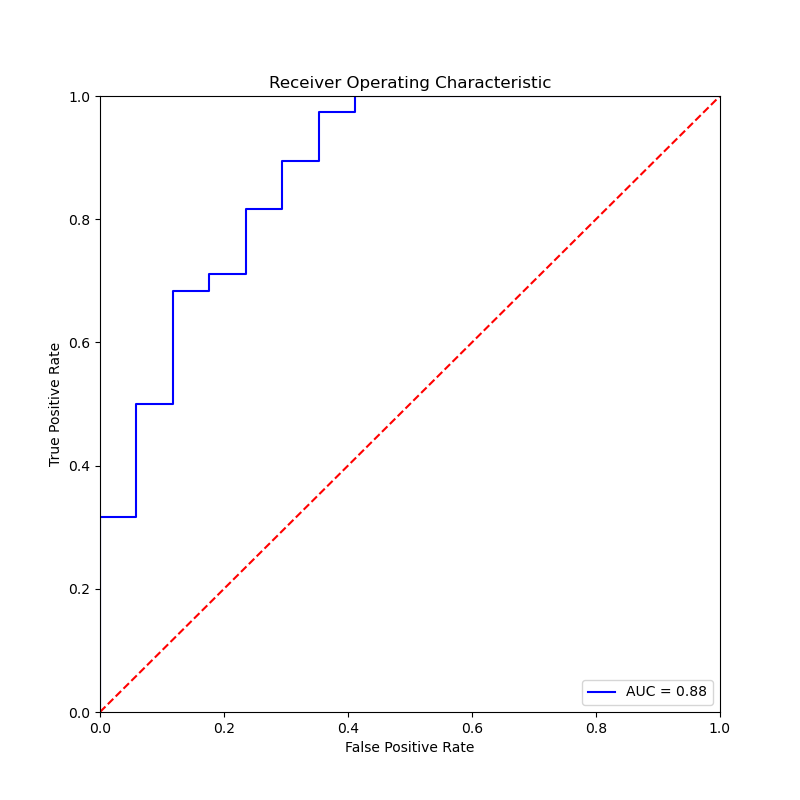 Receiver Operating Characteristic
1.0
0.8
0.6
0.4
0.2
0.0
True Positive Rate
AUC = 0.88
0.0 0.2 0.4 0.6 0.8 1.0
False Positive Rate